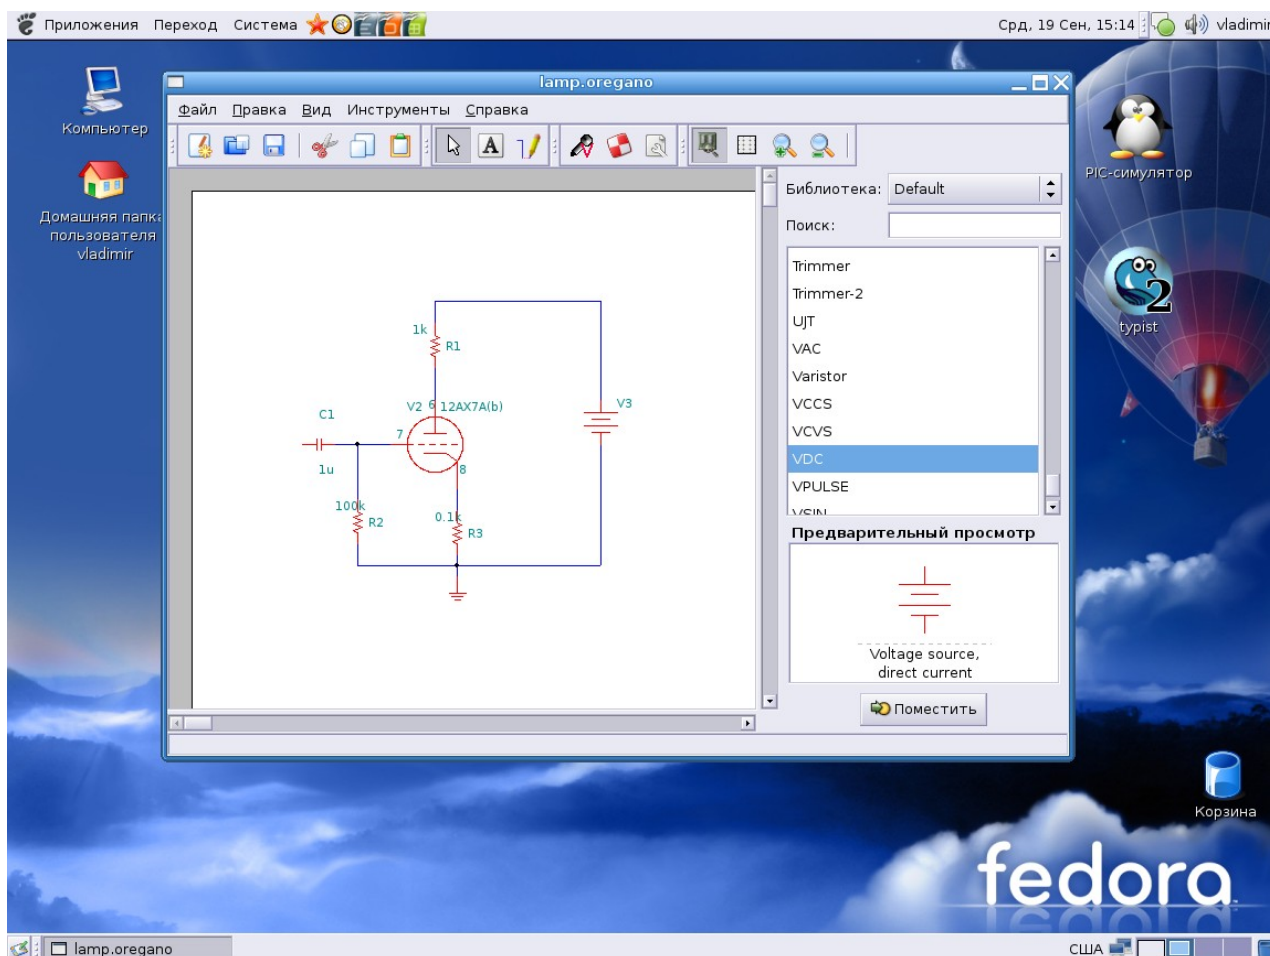 Приложения Переход Система
Срд, 19 Сен, 15:14
vladimir
Компьютер
Домашняя папка
пользователя
vladimir
PIC-симулятор
2
typist
Корзина
fedora
lamp.oregano
Файл Правка Вид Инструменты Справка
A
1k
R1
C1
1u
V2 6 12AX7A(b)
7
8
V3
100k
R2
0.1k
R3
Библиотека: Default
Поиск:
Trimmer
Trimmer-2
UJT
VAC
Varistor
VCCS
VCVS
VDC
VPULSE
VSIN
Предварительный просмотр
Voltage source,
direct current
Поместить
lamp.oregano
США